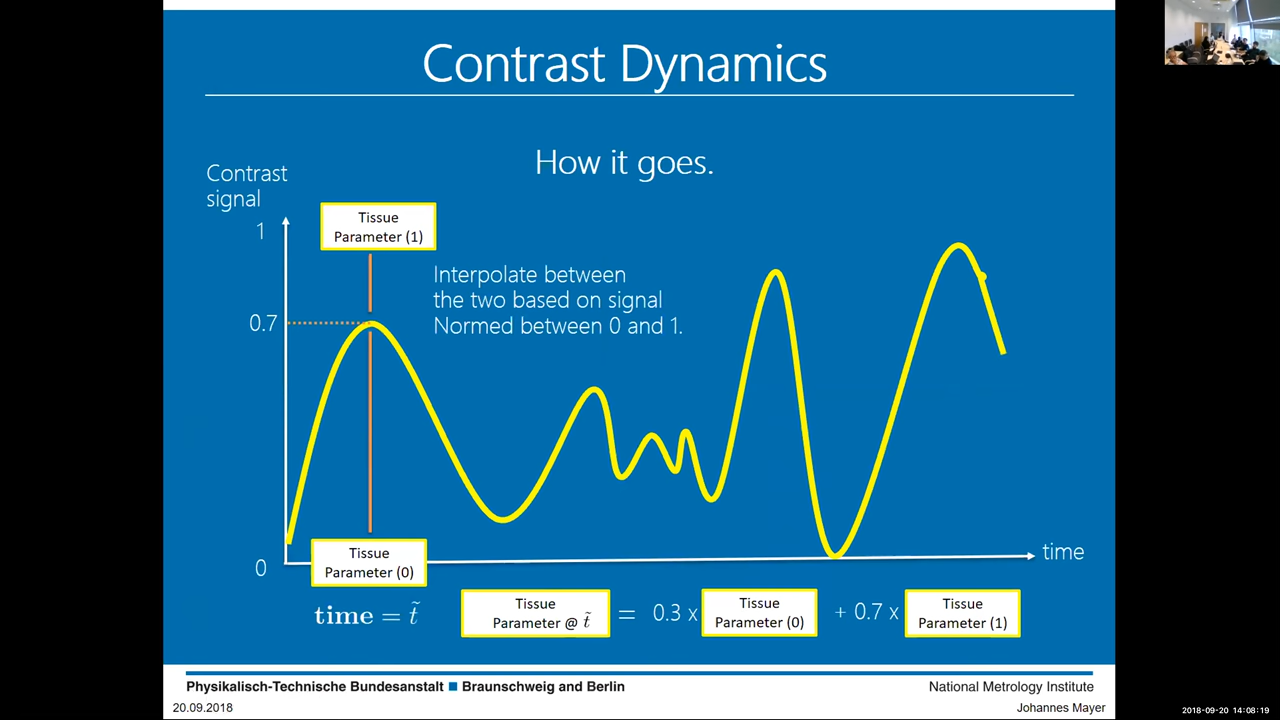 Contrast Dynamics
How it goes.
Contrast
signal
1
Tissue
Parameter (1)
Interpolate between
the two based on signal
Normed between 0 and 1.
0.7
0
Tissue
Parameter (0)
time
time = t̃
Tissue
Parameter @ t̃
= 0.3 x
Tissue
Parameter (0)
+ 0.7 x
Tissue
Parameter (1)
Physikalisch-Technische Bundesanstalt ■ Braunschweig and Berlin
National Metrology Institute
20.09.2018
Johannes Mayer
2018-09-20 14:08:19